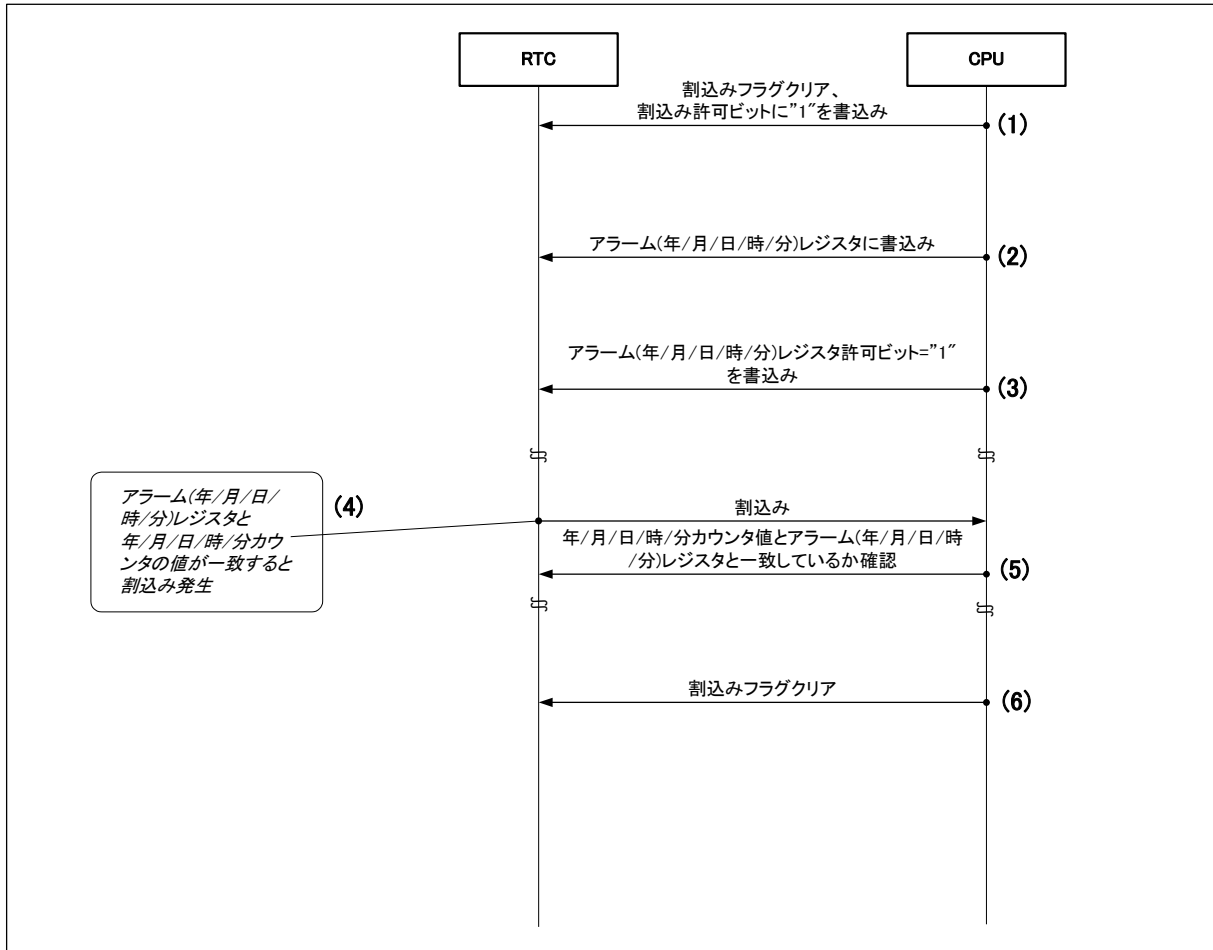 RTC
CPU
割込みフラグクリア、
割込み許可ビットに"1"を書込み
(1)
アラーム(年/月/日/時/分)レジスタに書込み
(2)
アラーム(年/月/日/時/分)レジスタ許可ビット="1"
を書込み
(3)
アラーム(年/月/日/
時/分)レジスタと
年/月/日/時/分カウ
ンタの値が一致すると
割込み発生
(4)
割込み
年/月/日/時/分カウンタ値とアラーム(年/月/日/時
/分)レジスタと一致しているか確認
(5)
割込みフラグクリア
(6)